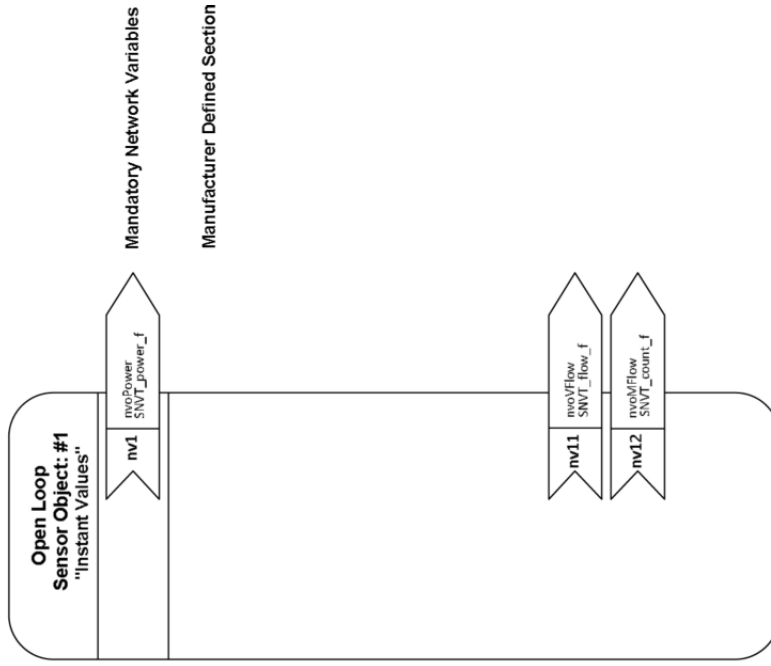 Open Loop
Sensor Object: #1
"Instant Values"
nv1
nvoPower
SNVT_power_f
Mandatory Network Variables
Manufacturer Defined Section
nv11
nvoVFlow
SNVT_flow_f
nv12
nvoMFlow
SNVT_count_f